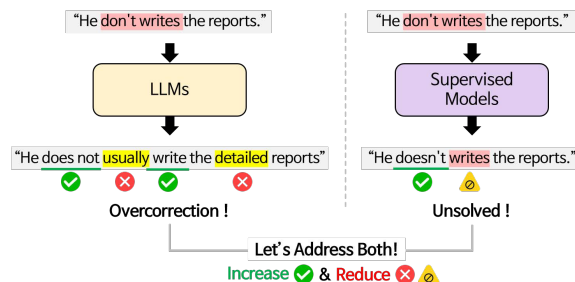 “He don't writes the reports.”
LLMs
“He does not usually write the detailed reports”
Overcorrection !
“He don't writes the reports.”
Supervised
Models
“He doesn't writes the reports.”
Unsolved !
Let's Address Both!
Increase & Reduce